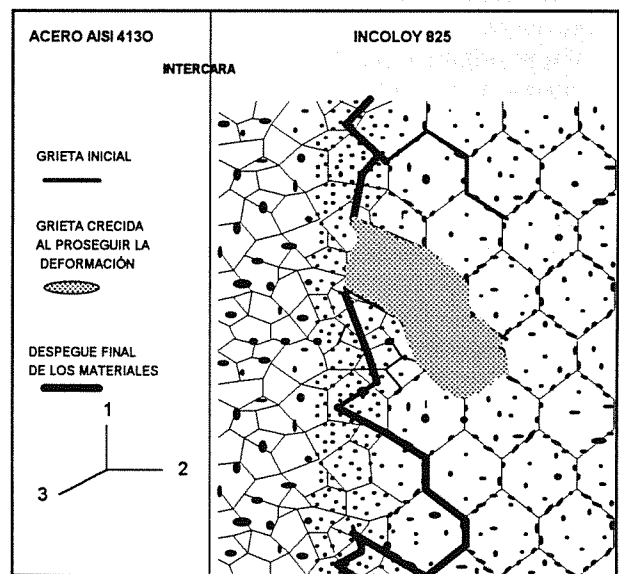 ACERO AISI 4130
INCOLOY 825
INTERCARA
GRIETA INICIAL
GRIETA CRECIDA
AL PROSEGUIR LA
DEFORMACIÓN
DESPEGUE FINAL
DE LOS MATERIALES
1
2
3